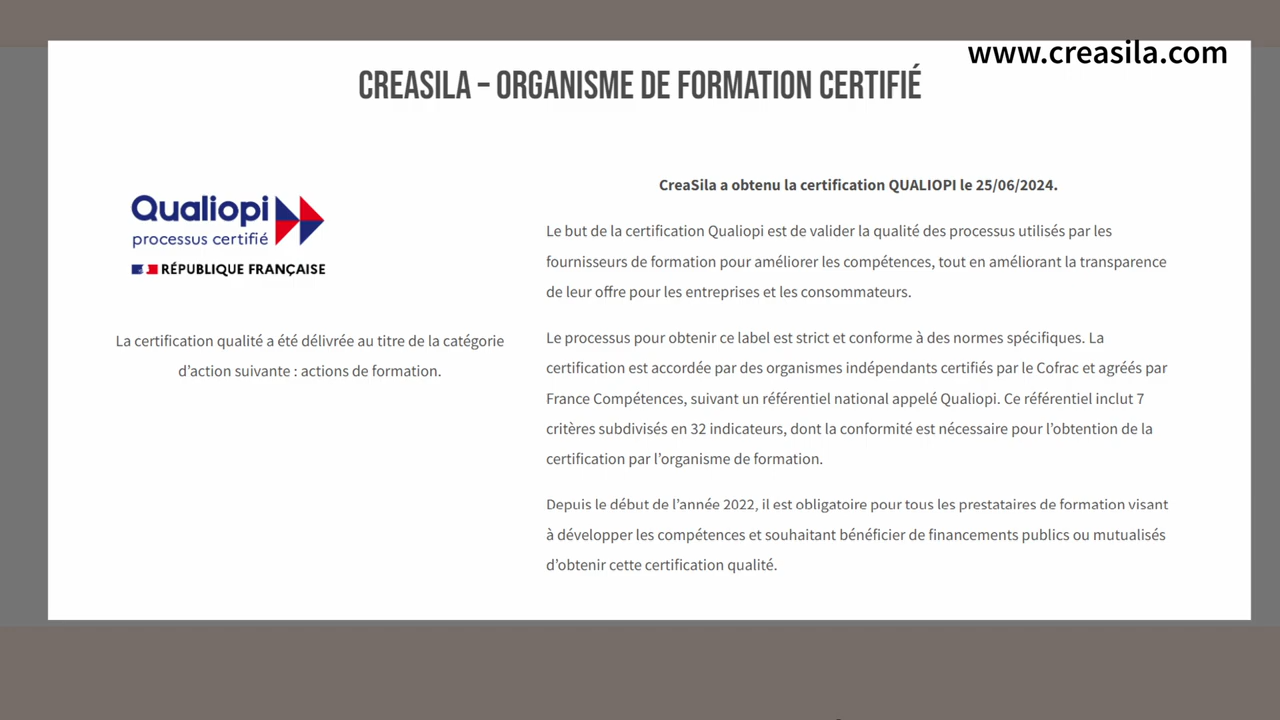 www.creasila.com
CREASILA – ORGANISME DE FORMATION CERTIFIÉ
Qualiopi
processus certifié
RÉPUBLIQUE FRANÇAISE
La certification qualité a été délivrée au titre de la catégorie
d’action suivante : actions de formation.
CreaSila a obtenu la certification QUALIOPI le 25/06/2024.
Le but de la certification Qualiopi est de valider la qualité des processus utilisés par les
fournisseurs de formation pour améliorer les compétences, tout en améliorant la transparence
de leur offre pour les entreprises et les consommateurs.
Le processus pour obtenir ce label est strict et conforme à des normes spécifiques. La
certification est accordée par des organismes indépendants certifiés par le Cofrac et agréés par
France Compétences, suivant un référentiel national appelé Qualiopi. Ce référentiel inclut 7
critères subdivisés en 32 indicateurs, dont la conformité est nécessaire pour l’obtention de la
certification par l’organisme de formation.
Depuis le début de l’année 2022, il est obligatoire pour tous les prestataires de formation visant
à développer les compétences et souhaitant bénéficier de financements publics ou mutualisés
d’obtenir cette certification qualité.